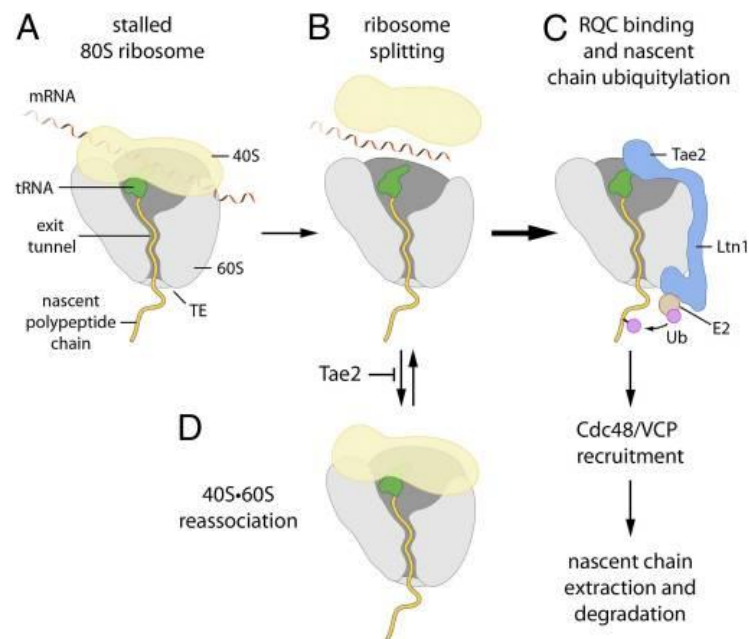 A
stalled
80S ribosome
mRNA
40S
tRNA
exit
tunnel
60S
TE
nascent
polypeptide
chain
B
ribosome
splitting
C
RQC binding
and nascent
chain ubiquitylation
Tae2
Ltn1
E2
Ub
Tae2
D
40S•60S
reassociation
Cdc48/VCP
recruitment
nascent chain
extraction and
degradation